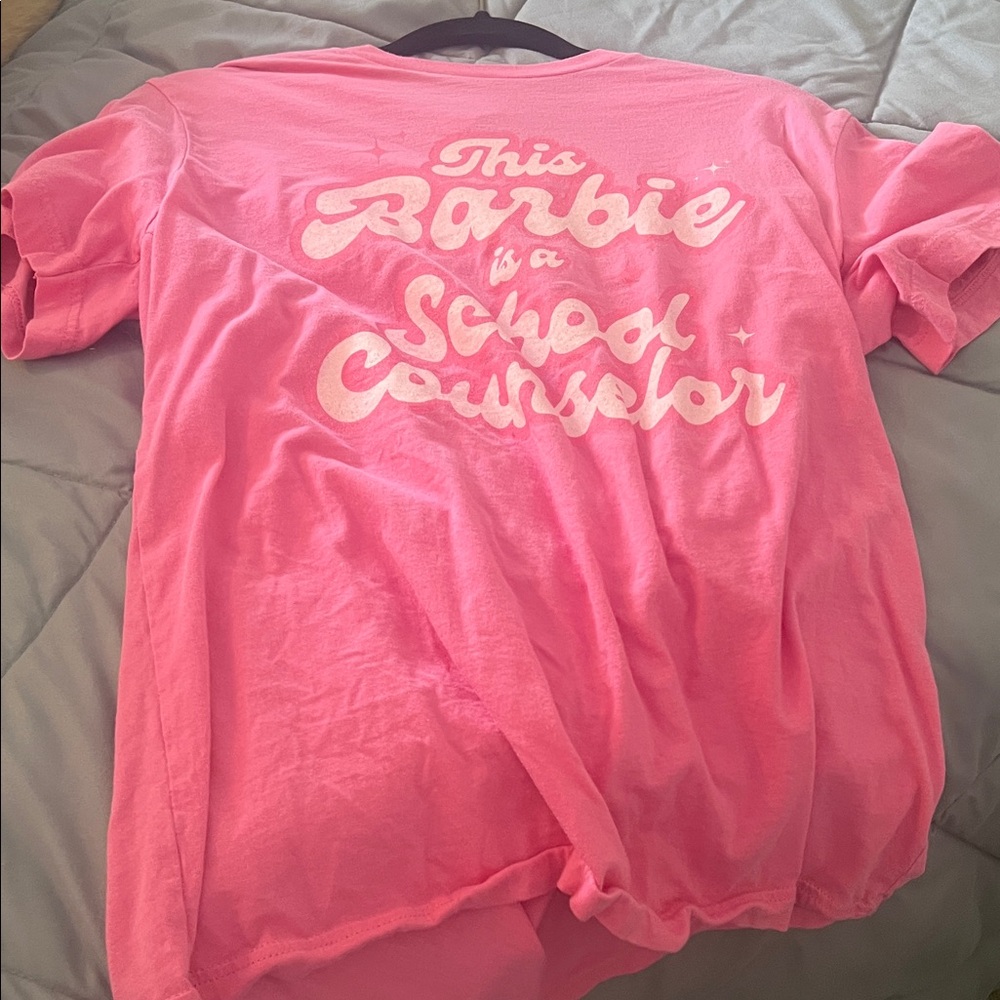 This
Barbie
is a
School
Counselor